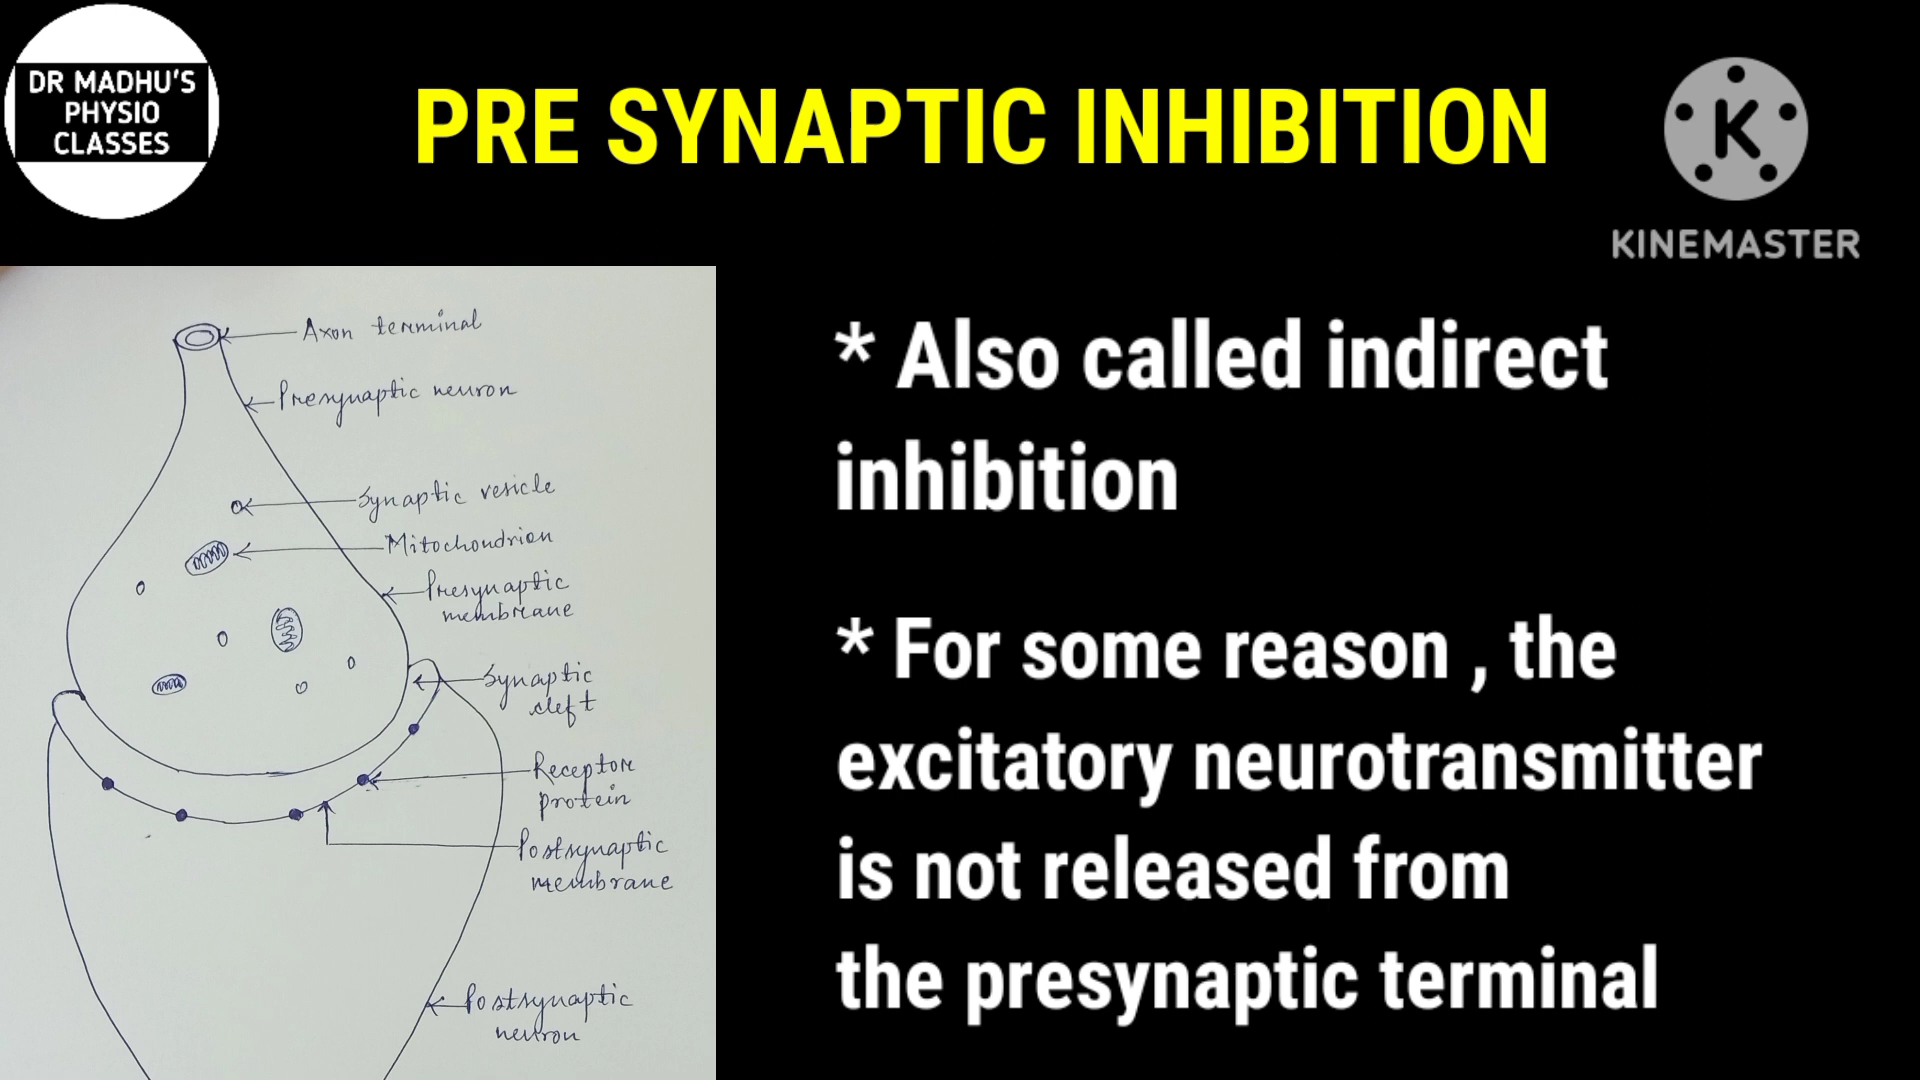 DR MADHU'S
PHYSIO
CLASSES
PRE SYNAPTIC INHIBITION
KINEMASTER
Axon terminal
Presynaptic neuron
Synaptic vesicle
Mitochondrion
Presynaptic
membrane
Synaptic
cleft
Receptor
protein
Postsynaptic
membrane
Postsynaptic
neuron
* Also called indirect
inhibition
* For some reason , the
excitatory neurotransmitter
is not released from
the presynaptic terminal